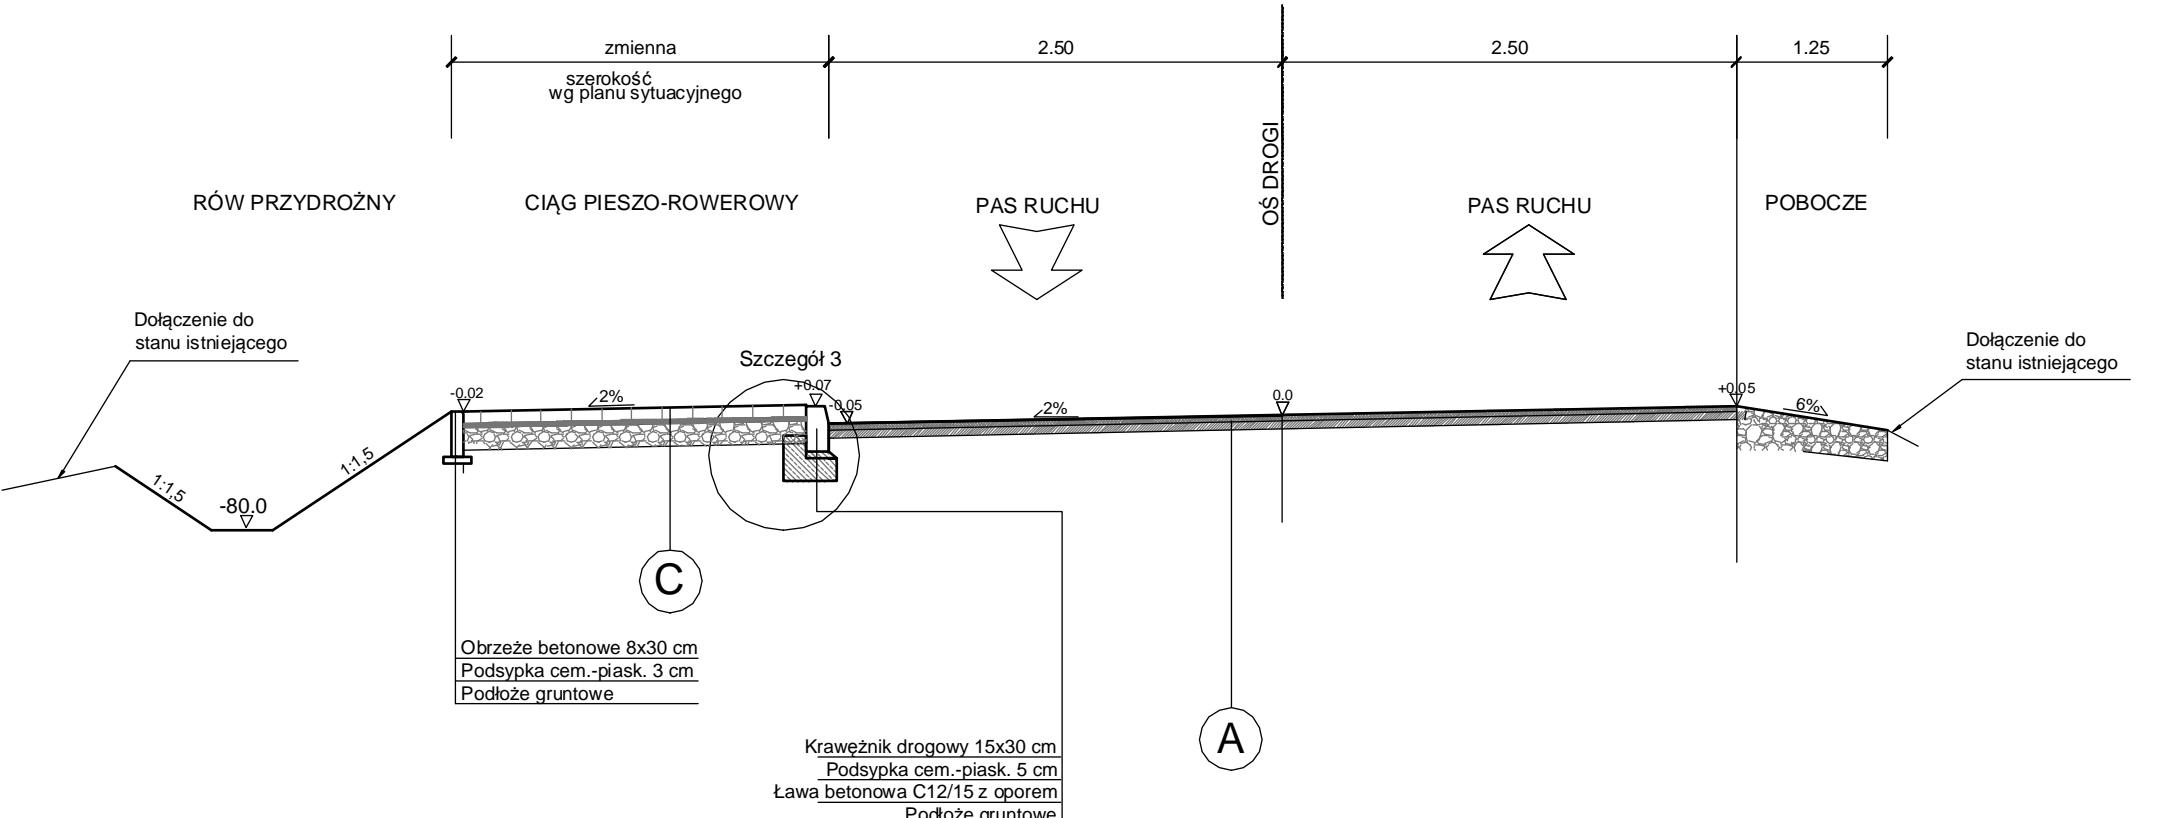 zmienna
2.50
2.50
1.25
szerokość
wg planu sytuacyjnego
OŚ DROGI
RÓW PRZYDROŻNY
CIĄG PIESZO-ROWEROWY
PAS RUCHU
PAS RUCHU
POBOCZE
Dołączenie do
stanu istniejącego
Dołączenie do
stanu istniejącego
Szczegół 3
-0.02
2%
+0.07
-0.05
2%
0.0
+0.05
6%
1:1,5
1:1,5
-80.0
C
Obrzeże betonowe 8x30 cm
Podsypka cem.-piask. 3 cm
Podłoże gruntowe
A
Krawężnik drogowy 15x30 cm
Podsypka cem.-piask. 5 cm
Ława betonowa C12/15 z oporem
Podłoże gruntowe